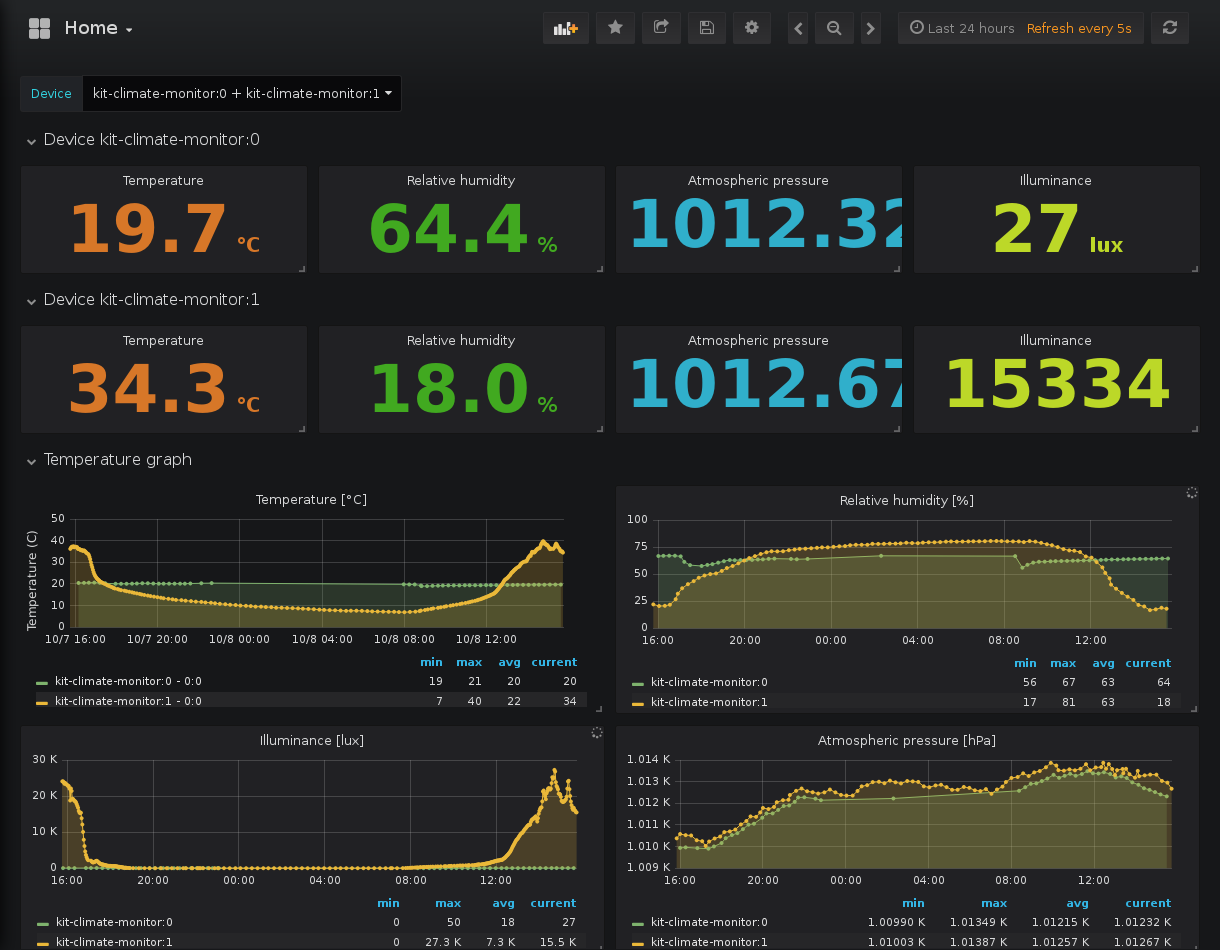 Home
Last 24 hours Refresh every 5s
Device kit-climate-monitor:0 + kit-climate-monitor:1
Device kit-climate-monitor:0
Temperature Relative humidity Atmospheric pressure Illuminance
19.7 °C 64.4 % 1012.32 27 lux
Device kit-climate-monitor:1
Temperature Relative humidity Atmospheric pressure Illuminance
34.3 °C 18.0 % 1012.67 15334
Temperature graph
Temperature [°C]
Temperature (C)
50
40
30
20
10
0
10/7 16:00 10/7 20:00 10/8 00:00 10/8 04:00 10/8 08:00 10/8 12:00
min max avg current
kit-climate-monitor:0 - 0:0 19 21 20 20
kit-climate-monitor:1 - 0:0 7 40 22 34
Relative humidity [%]
100
75
50
25
0
16:00 20:00 00:00 04:00 08:00 12:00
min max avg current
kit-climate-monitor:0 56 67 63 64
kit-climate-monitor:1 17 81 63 18
Illuminance [lux]
30 K
20 K
10 K
0
16:00 20:00 00:00 04:00 08:00 12:00
min max avg current
kit-climate-monitor:0 0 50 18 27
kit-climate-monitor:1 0 27.3 K 7.3 K 15.5 K
Atmospheric pressure [hPa]
1.014 K
1.013 K
1.012 K
1.011 K
1.010 K
1.009 K
16:00 20:00 00:00 04:00 08:00 12:00
min max avg current
kit-climate-monitor:0 1.00990 K 1.01349 K 1.01215 K 1.01232 K
kit-climate-monitor:1 1.01003 K 1.01387 K 1.01257 K 1.01267 K